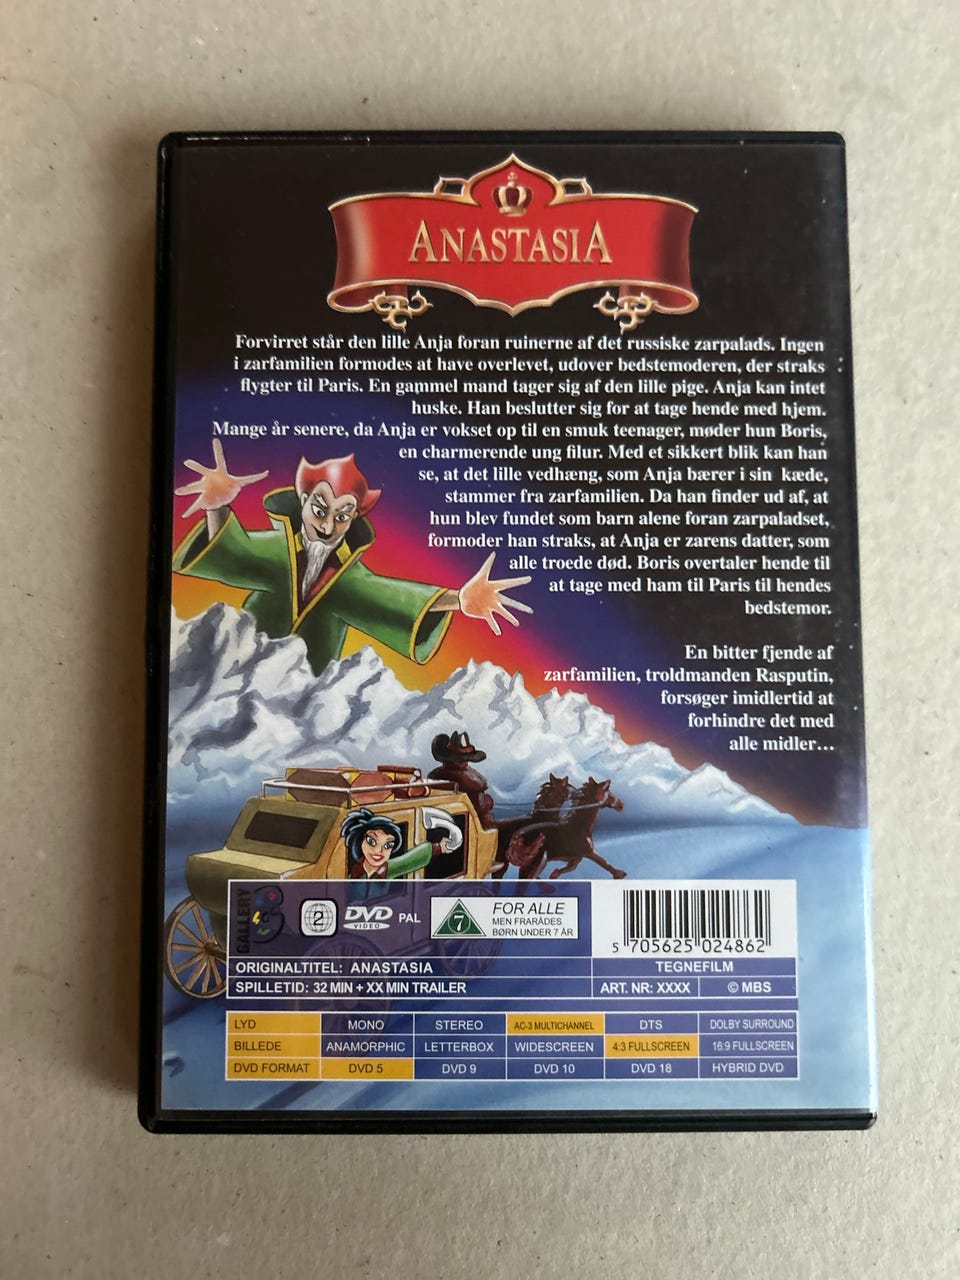 ANASTASIA
Forvirret står den lille Anja foran ruinerne af det russiske zarpalads. Ingen
i zarfamilien formodes at have overlevet, udover bedstemoderen, der straks
flygter til Paris. En gammel mand tager sig af den lille pige. Anja kan intet
huske. Han beslutter sig for at tage hende med hjem.
Mange år senere, da Anja er vokset op til en smuk teenager, møder hun Boris,
en charmerende ung filur. Med et sikkert blik kan han
se, at det lille vedhæng, som Anja bærer i sin kæde,
stammer fra zarfamilien. Da han finder ud af, at
hun blev fundet som barn alene foran zarpaladset,
formoder han straks, at Anja er zarens datter, som
alle troede død. Boris overtaler hende til
at tage med ham til Paris til hendes
bedstemor.
En bitter fjende af
zarfamilien, troldmanden Rasputin,
forsøger imidlertid at
forhindre det med
alle midler...
GALLERY
2 DVD VIDEO PAL
7 FOR ALLE
MEN FRARÅDES
BØRN UNDER 7 ÅR
5 705625 024862
ORIGINALTITEL: ANASTASIA TEGNEFILM
SPILLETID: 32 MIN + XX MIN TRAILER ART. NR: XXXX © MBS
LYD MONO STEREO AC-3 MULTICHANNEL DTS DOLBY SURROUND
BILLEDE ANAMORPHIC LETTERBOX WIDESCREEN 4:3 FULLSCREEN 16:9 FULLSCREEN
DVD FORMAT DVD 5 DVD 9 DVD 10 DVD 18 HYBRID DVD